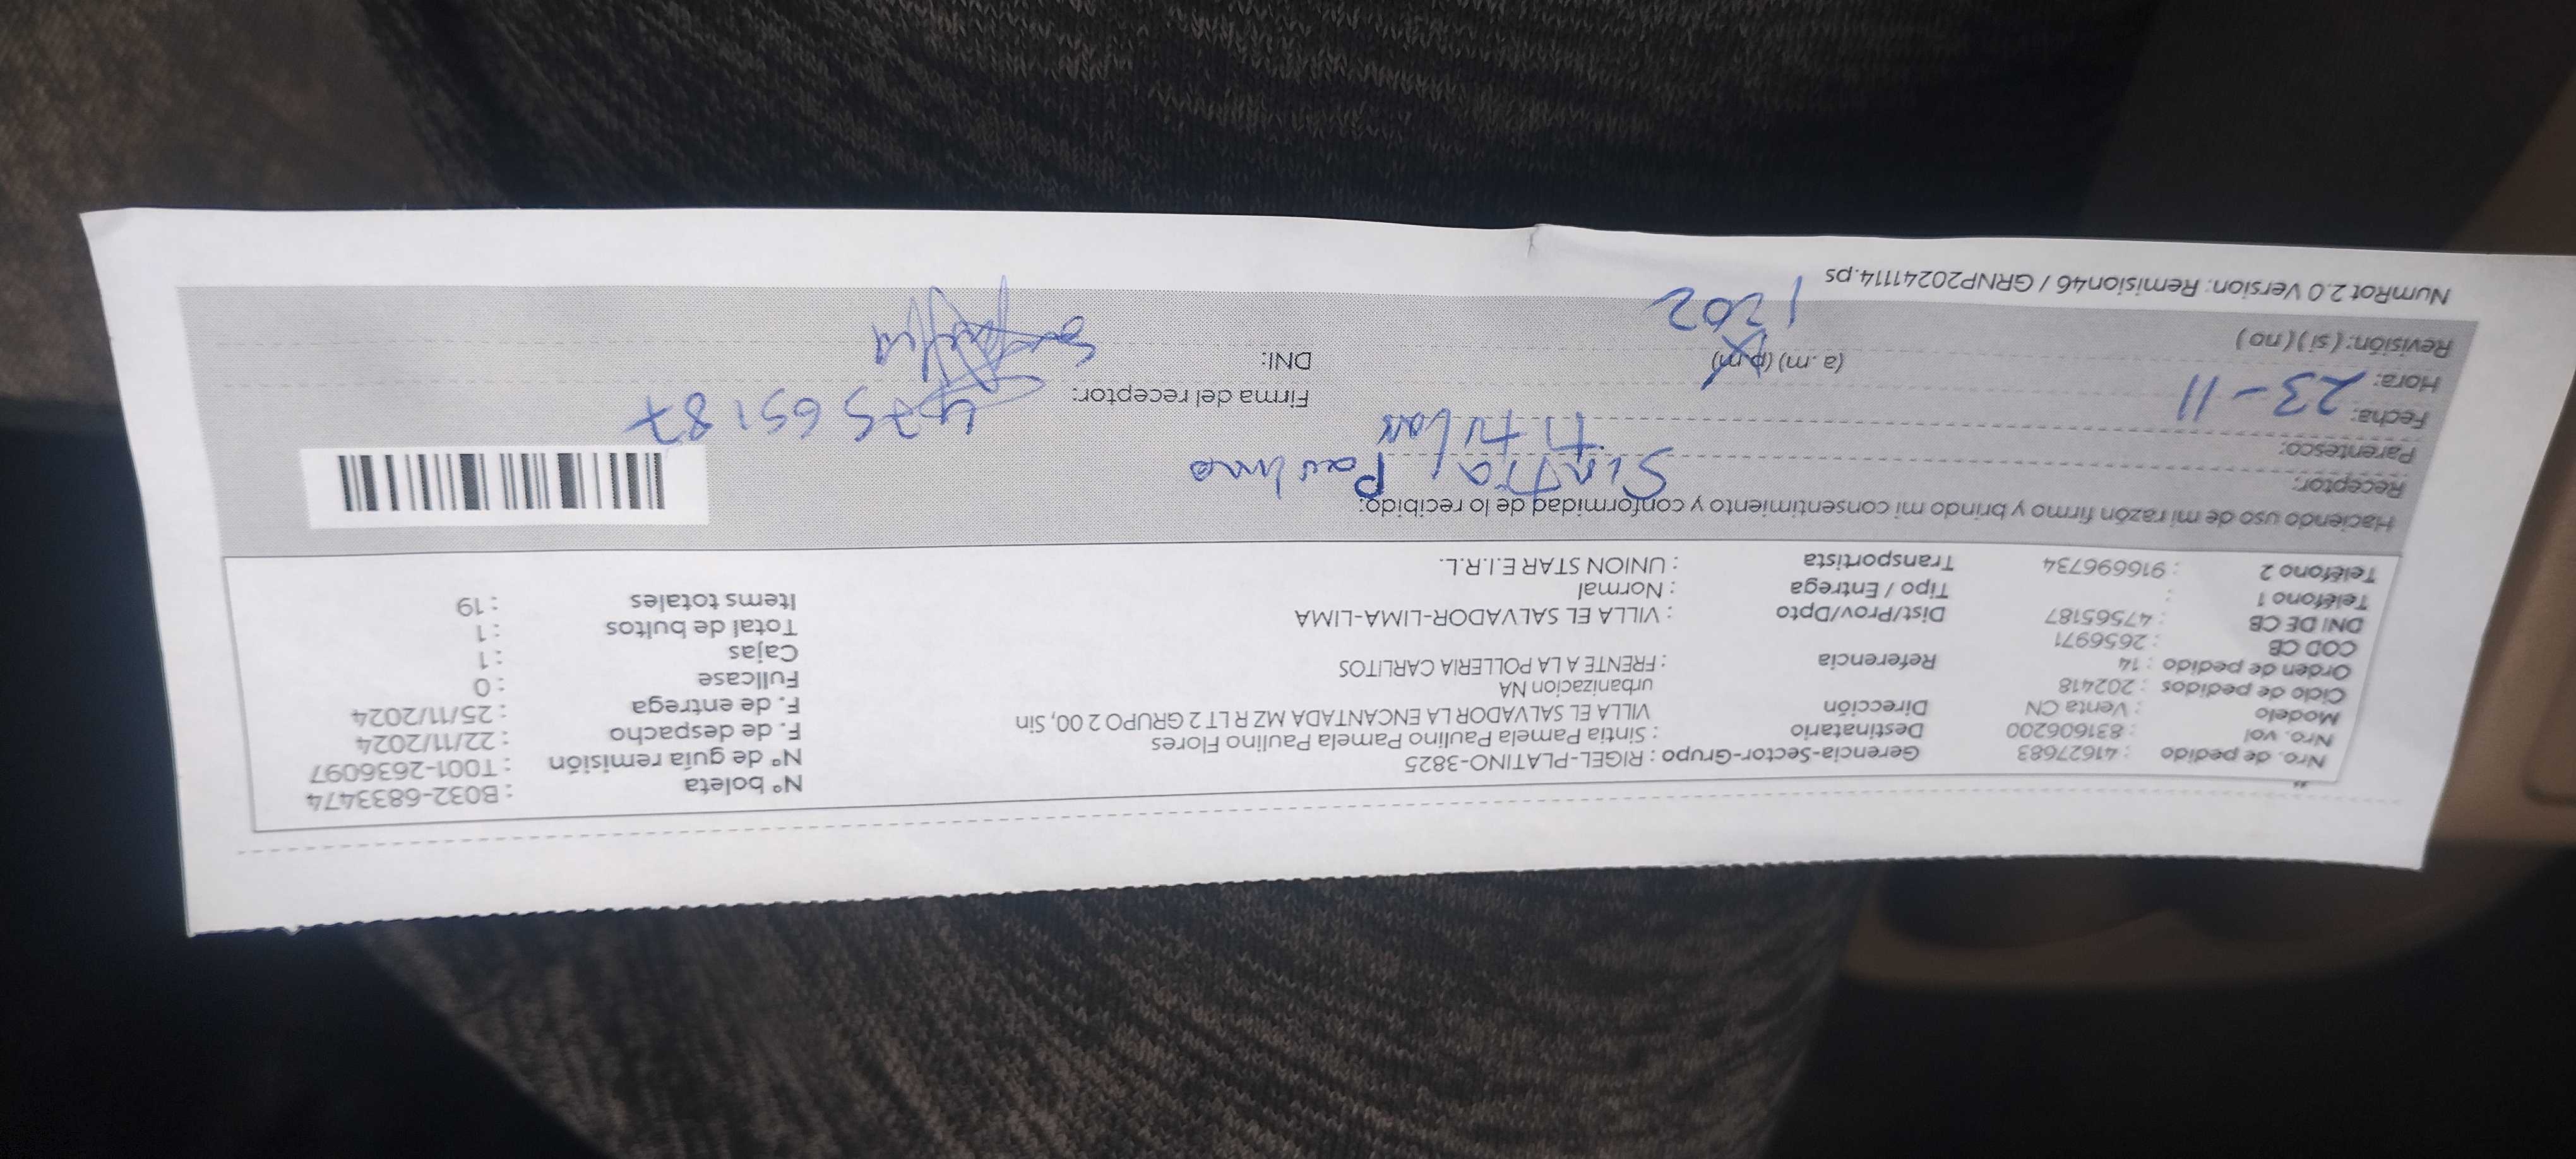 Nro. de pedido : 41627683 Gerencia-Sector-Grupo : RIGEL-PLATINO-3825 N° boleta : B032-6833474
Nro. vol : 831606200 Destinatario : Sintia Pamela Paulino Pamela Paulino Flores N° de guía remisión : T001-2636097
Modelo : Venta CN Dirección VILLA EL SALVADOR LA ENCANTADA MZ R LT 2 GRUPO 2 00, Sin F. de despacho : 22/11/2024
Ciclo de pedidos : 202418 urbanizacion NA F. de entrega : 25/11/2024
Orden de pedido : 14 Referencia : FRENTE A LA POLLERIA CARLITOS Fullcase : 0
COD CB : 2656971 Cajas : 1
DNI DE CB : 47565187 Dist/Prov/Dpto : VILLA EL SALVADOR-LIMA-LIMA Total de bultos : 1
Teléfono 1 : Tipo / Entrega : Normal Items totales : 19
Teléfono 2 : 916696734 Transportista : UNION STAR E.I.R.L.
Haciendo uso de mi razón firmo y brindo mi consentimiento y conformidad de lo recibido:
Receptor: Sintia Paulino
Parentesco: titular
Fecha: 23-11 Firma del receptor: 47565187
Hora: (a.m) (p.m) DNI:
Revisión: ( si ) ( no ) 1202
NumRot 2.0 Version: Remision46 / GRNP20241114.ps